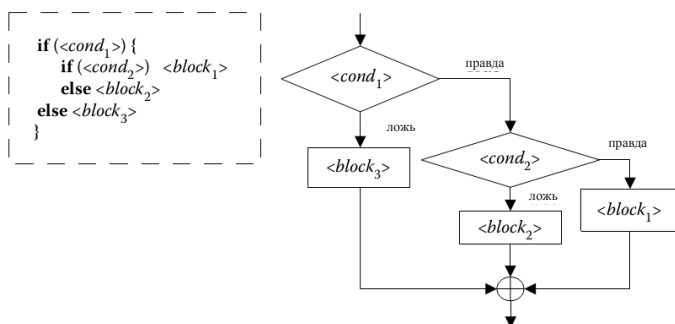 if (<cond₁>) {
if (<cond₂>) <block₁>
else <block₂>
else <block₃>
}
<cond₁>
правда
ложь
<block₃>
<cond₂>
правда
ложь
<block₂>
<block₁>